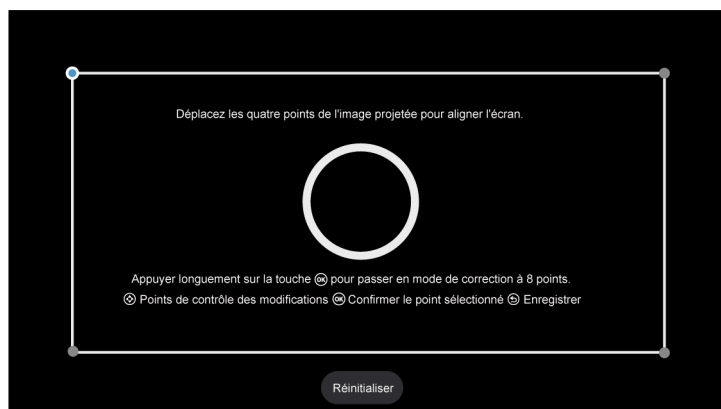 Déplacez les quatre points de l'image projetée pour aligner l'écran.
Appuyer longuement sur la touche OK pour passer en mode de correction à 8 points.
Points de contrôle des modifications OK Confirmer le point sélectionné Enregistrer
Réinitialiser